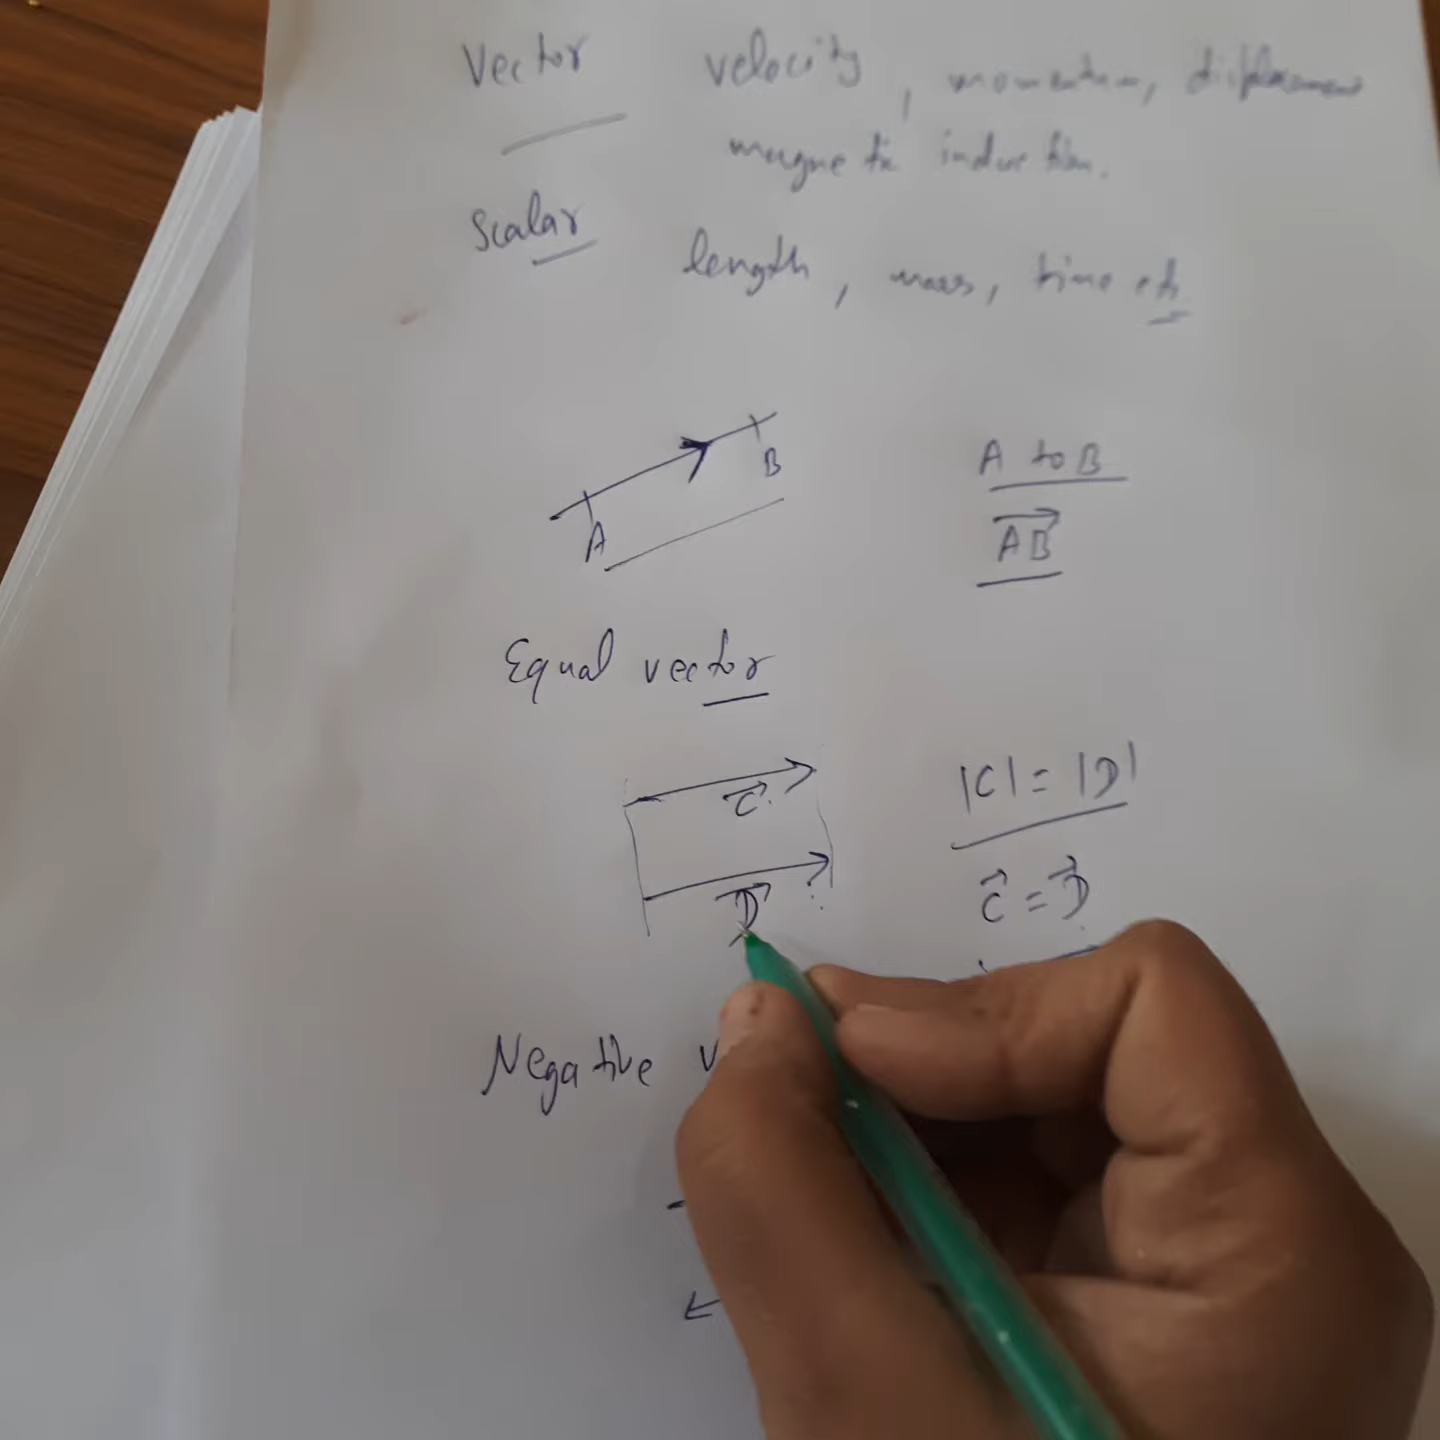 Vector velocity, momentum, displacement
magnetic induction.
Scalar length, mass, time etc
A B
A to B
AB
Equal vector
C
D
|C| = |D|
C = D
Negative v